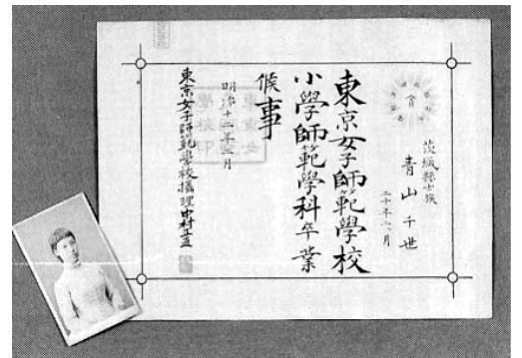 茨城縣士族
青山千世
東京女子師範學校
小學師範學科卒業
候事
明治十二年 月
東京女子師範學校攝理中村正直